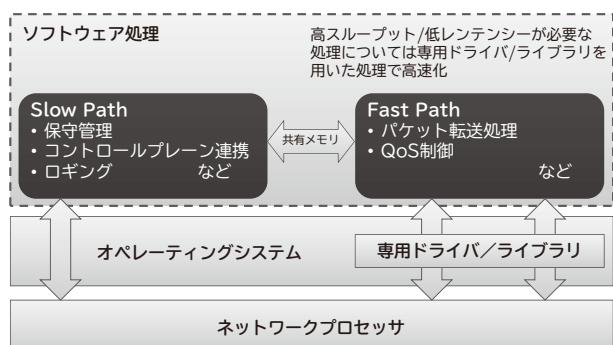 ソフトウェア処理
高スループット/低レンテンシーが必要な
処理については専用ドライバ/ライブラリを
用いた処理で高速化
Slow Path
• 保守管理
• コントロールプレーン連携
• ロギング など
共有メモリ
Fast Path
• パケット転送処理
• QoS制御
など
オペレーティングシステム
専用ドライバ／ライブラリ
ネットワークプロセッサ